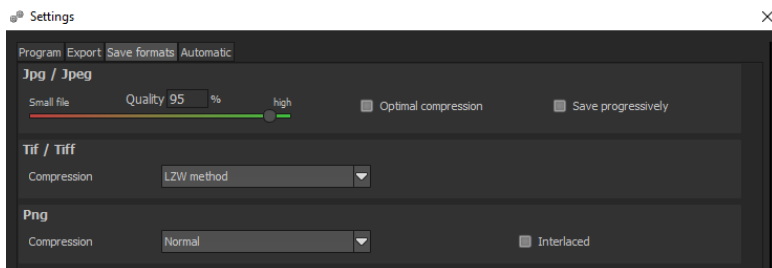 Settings
Program Export Save formats Automatic
Jpg / Jpeg
Small file Quality 95 % high Optimal compression Save progressively
Tif / Tiff
Compression LZW method
Png
Compression Normal Interlaced